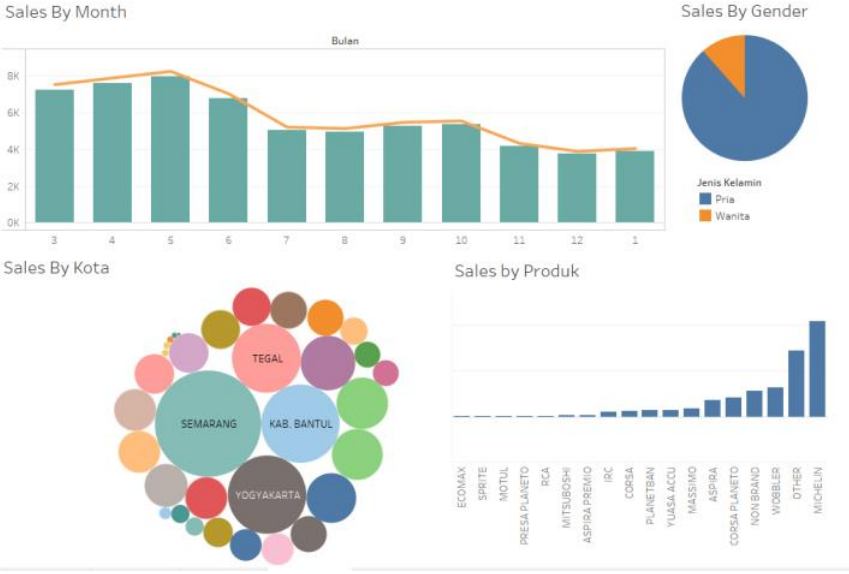 Sales By Month
Bulan
8K
6K
4K
2K
0K
3 4 5 6 7 8 9 10 11 12 1
Sales By Gender
Jenis Kelamin
Pria
Wanita
Sales By Kota
TEGAL
SEMARANG
KAB. BANTUL
YOGYAKARTA
Sales by Produk
ECOMAX
SPRITE
MOTUL
PRESA PLANETO
RCA
MITSUBOSHI
ASPIRA PREMIO
IRC
CORSA
PLANETBAN
YUASA ACCU
MASSIMO
ASPIRA
CORSA PLANETO
NON BRAND
WOBBLER
OTHER
MICHELIN